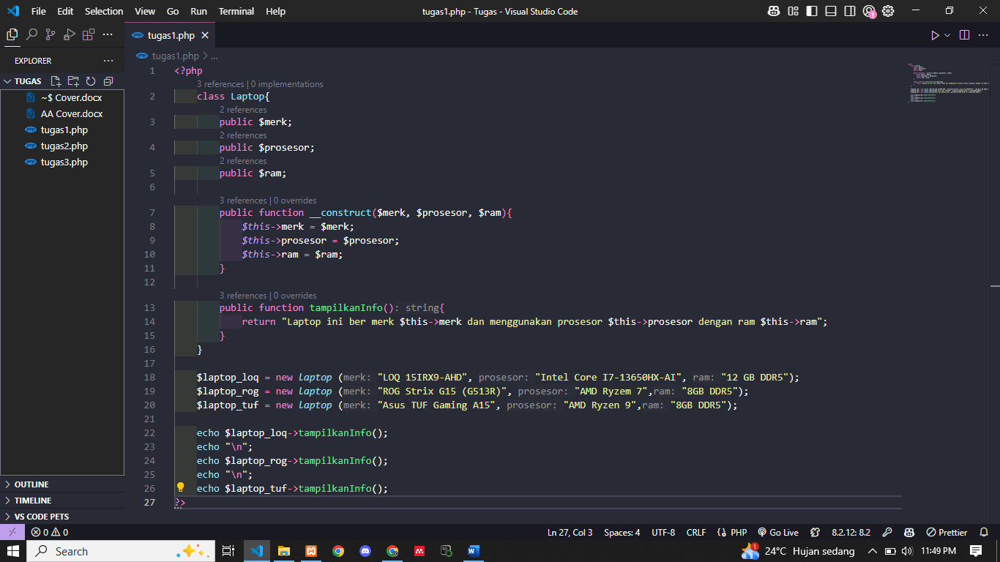 File Edit Selection View Go Run Terminal Help
tugas1.php - Tugas - Visual Studio Code
EXPLORER
TUGAS
~$ Cover.docx
AA Cover.docx
tugas1.php
tugas2.php
tugas3.php
OUTLINE
TIMELINE
VS CODE PETS
php tugas1.php
php tugas1.php > ...
1 <?php
3 references | 0 implementations
2 class Laptop{
2 references
3 public $merk;
2 references
4 public $prosesor;
2 references
5 public $ram;
6
3 references | 0 overrides
7 public function __construct($merk, $prosesor, $ram){
8 $this->merk = $merk;
9 $this->prosesor = $prosesor;
10 $this->ram = $ram;
11 }
12
3 references | 0 overrides
13 public function tampilkanInfo(): string{
14 return "Laptop ini ber merk $this->merk dan menggunakan prosesor $this->prosesor dengan ram $this->ram";
15 }
16 }
17
18 $laptop_loq = new laptop (merk: "LOQ 15IRX9-AHD", prosesor: "Intel Core I7-13650HX-AI", ram: "12 GB DDR5");
19 $laptop_rog = new laptop (merk: "ROG Strix G15 (G513R)", prosesor: "AMD Ryzem 7",ram: "8GB DDR5");
20 $laptop_tuf = new laptop (merk: "Asus TUF Gaming A15", prosesor: "AMD Ryzen 9",ram: "8GB DDR5");
21
22 echo $laptop_loq->tampilkanInfo();
23 echo "\n";
24 echo $laptop_rog->tampilkanInfo();
25 echo "\n";
26 echo $laptop_tuf->tampilkanInfo();
27 ?>
0 0 Ln 27, Col 3 Spaces: 4 UTF-8 CRLF {} PHP Go Live 8.2.12: 8.2 Prettier
Search 24°C Hujan sedang 11:49 PM